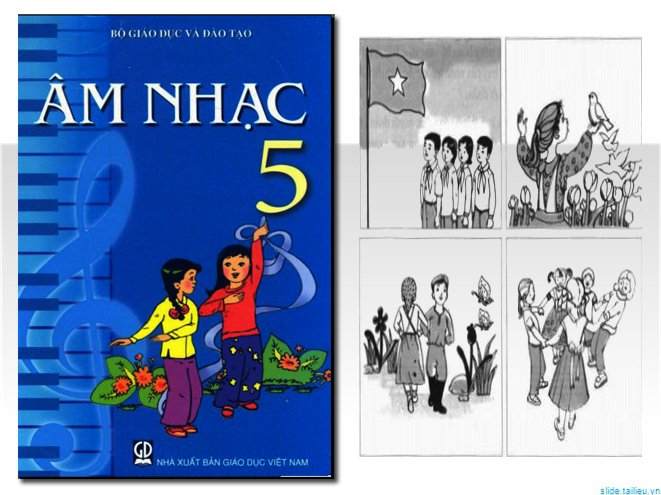 BỘ GIÁO DỤC VÀ ĐÀO TẠO
ÂM NHẠC
5
GD
NHÀ XUẤT BẢN GIÁO DỤC VIỆT NAM
slide.tailieu.vn